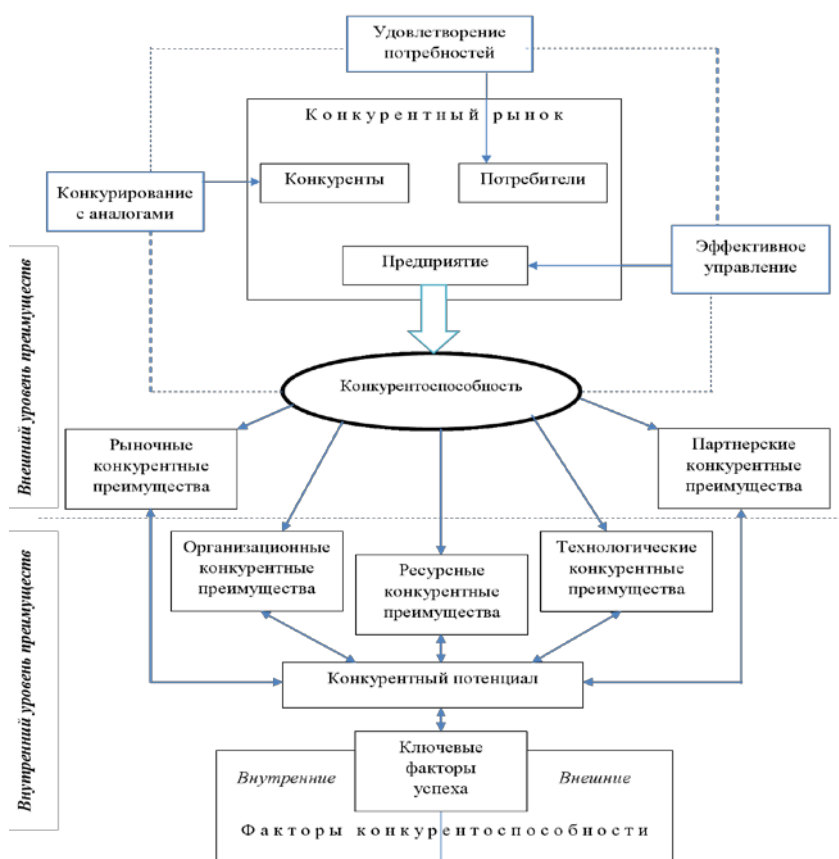 Удовлетворение
потребностей
Конкурентный рынок
Конкуренты
Потребители
Конкурирование
с аналогами
Предприятие
Эффективное
управление
Внешний уровень преимуществ
Конкурентоспособность
Рыночные
конкурентные
преимущества
Партнерские
конкурентные
преимущества
Внутренний уровень преимуществ
Организационные
конкурентные
преимущества
Ресурсные
конкурентные
преимущества
Технологические
конкурентные
преимущества
Конкурентный потенциал
Ключевые
факторы
успеха
Внутренние
Внешние
Факторы конкурентоспособности